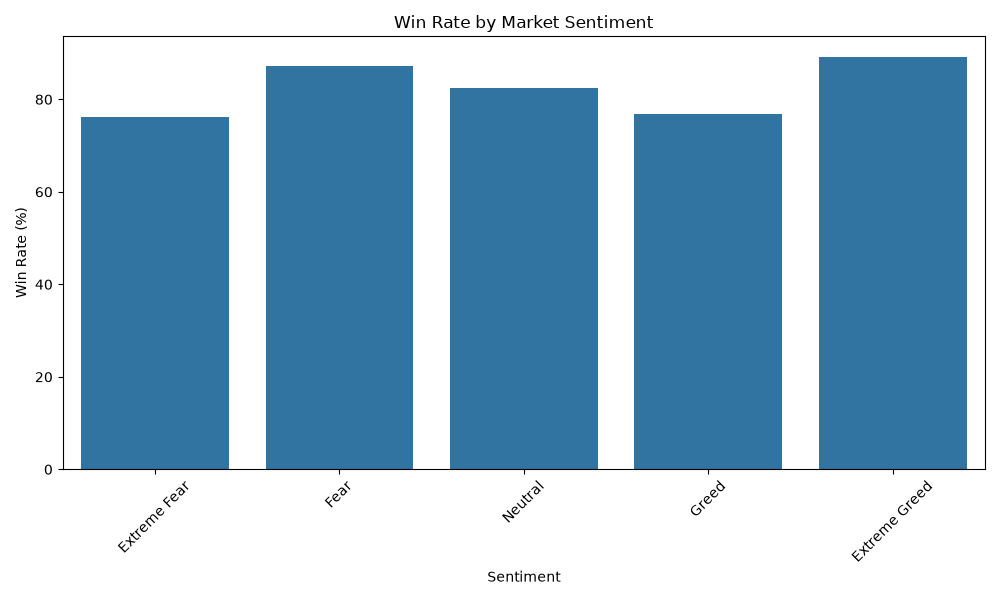 Win Rate by Market Sentiment
Win Rate (%)
80
60
40
20
0
Extreme Fear
Fear
Neutral
Greed
Extreme Greed
Sentiment